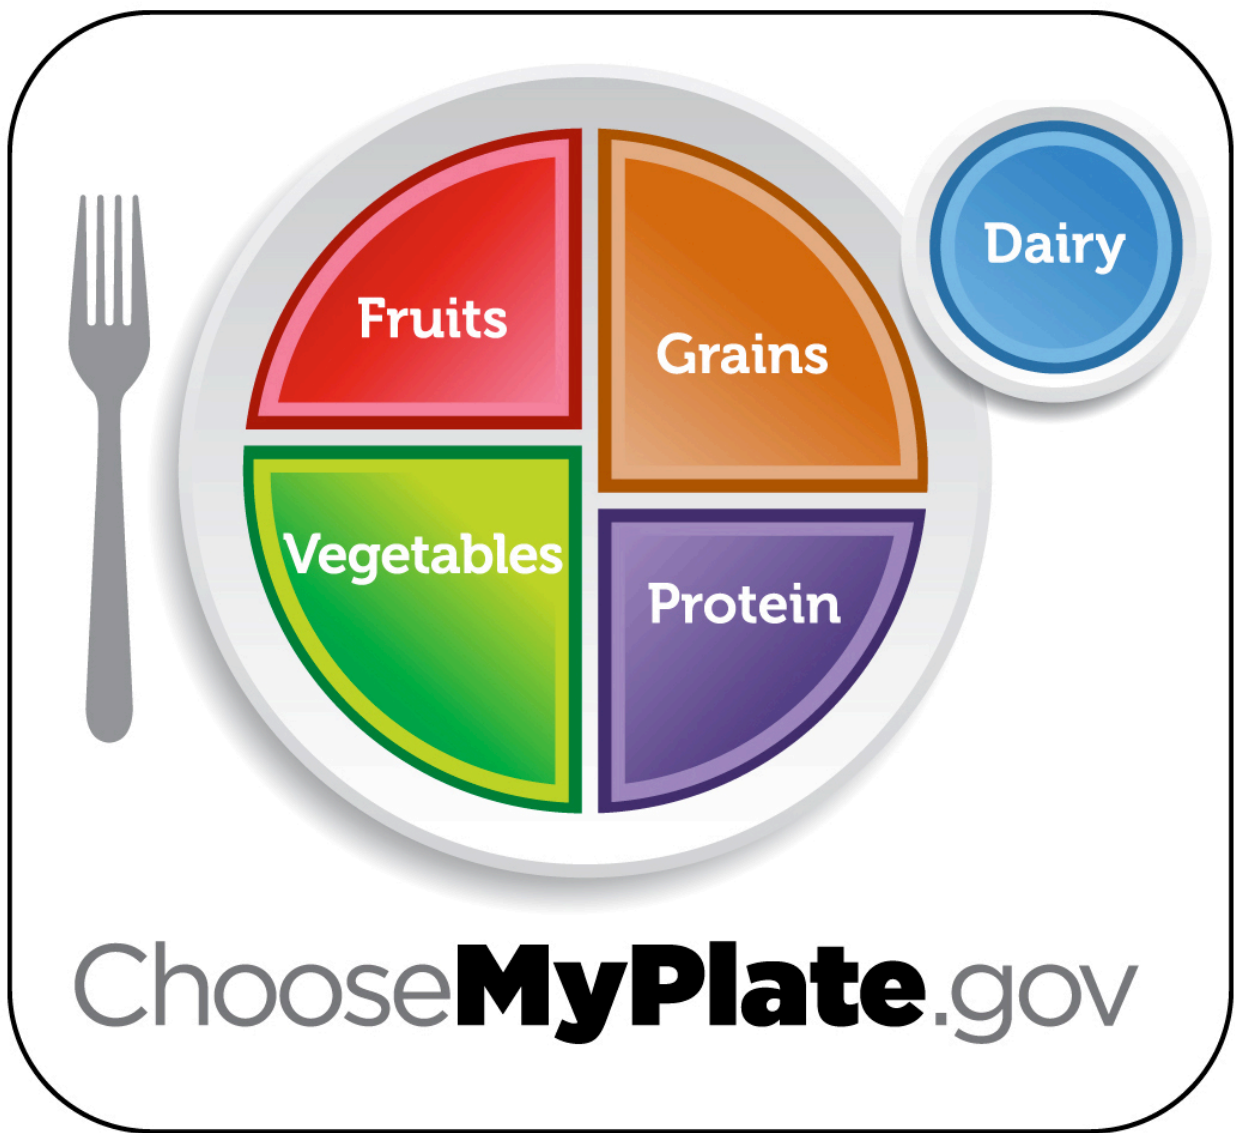 Fruits
Grains
Dairy
Vegetables
Protein
ChooseMyPlate.gov